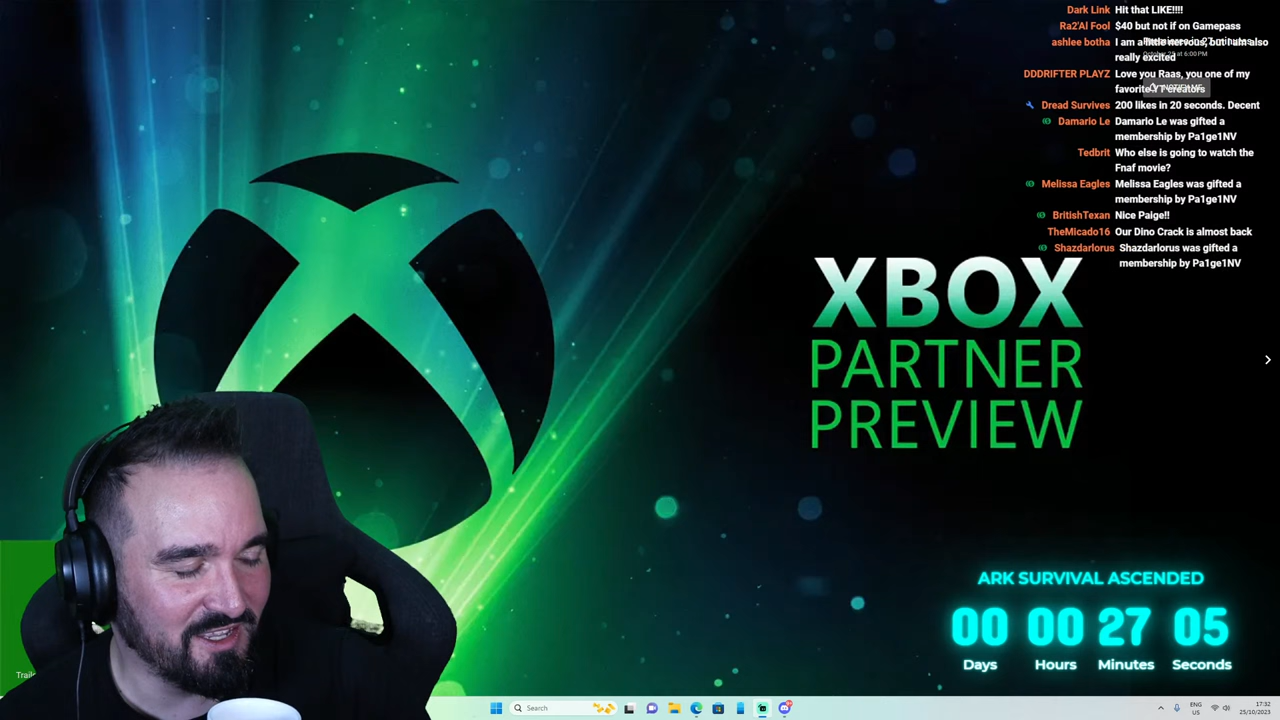 Dark Link Hit that LIKE!!!!
Ra2'Al Fool $40 but not if on Gamepass
ashlee botha I am a little nervous, but I am also
really excited
DDDRIFTER PLAYZ Love you Raas, you one of my
favorite YT creators
Dread Survives 200 likes in 20 seconds. Decent
Damario Le Damario Le was gifted a
membership by Pa1ge1NV
Tedbrit Who else is going to watch the
Fnaf movie?
Melissa Eagles Melissa Eagles was gifted a
membership by Pa1ge1NV
BritishTexan Nice Paige!!
TheMicado16 Our Dino Crack is almost back
Shazdarlorus Shazdarlorus was gifted a
membership by Pa1ge1NV
XBOX
PARTNER
PREVIEW
ARK SURVIVAL ASCENDED
00 00 27 05
Days Hours Minutes Seconds
Search
ENG
US
17:32
25/10/2023